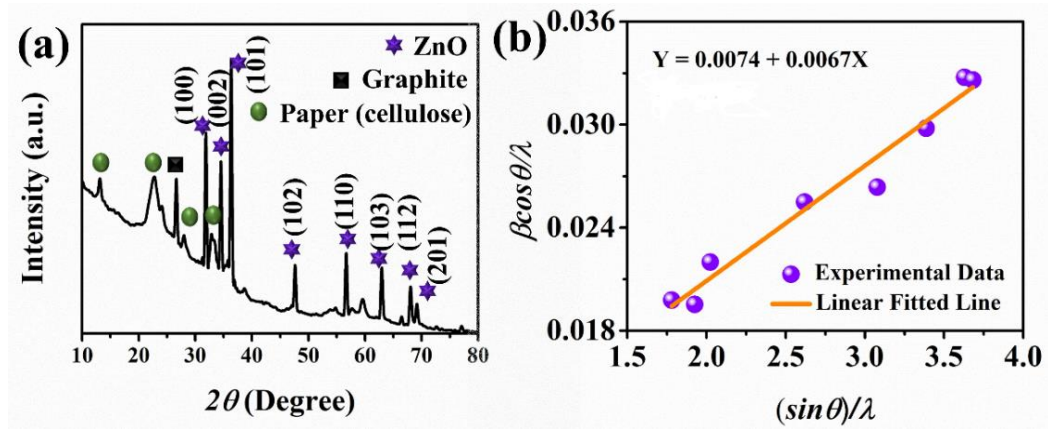 (a)
ZnO
Graphite
Paper (cellulose)
(100)
(002)
(101)
(102)
(110)
(103)
(112)
(201)
Intensity (a.u.)
10 20 30 40 50 60 70 80
2θ (Degree)
(b)
Y = 0.0074 + 0.0067X
0.036
0.030
0.024
0.018
βcosθ/λ
Experimental Data
Linear Fitted Line
1.5 2.0 2.5 3.0 3.5 4.0
(sinθ)/λ